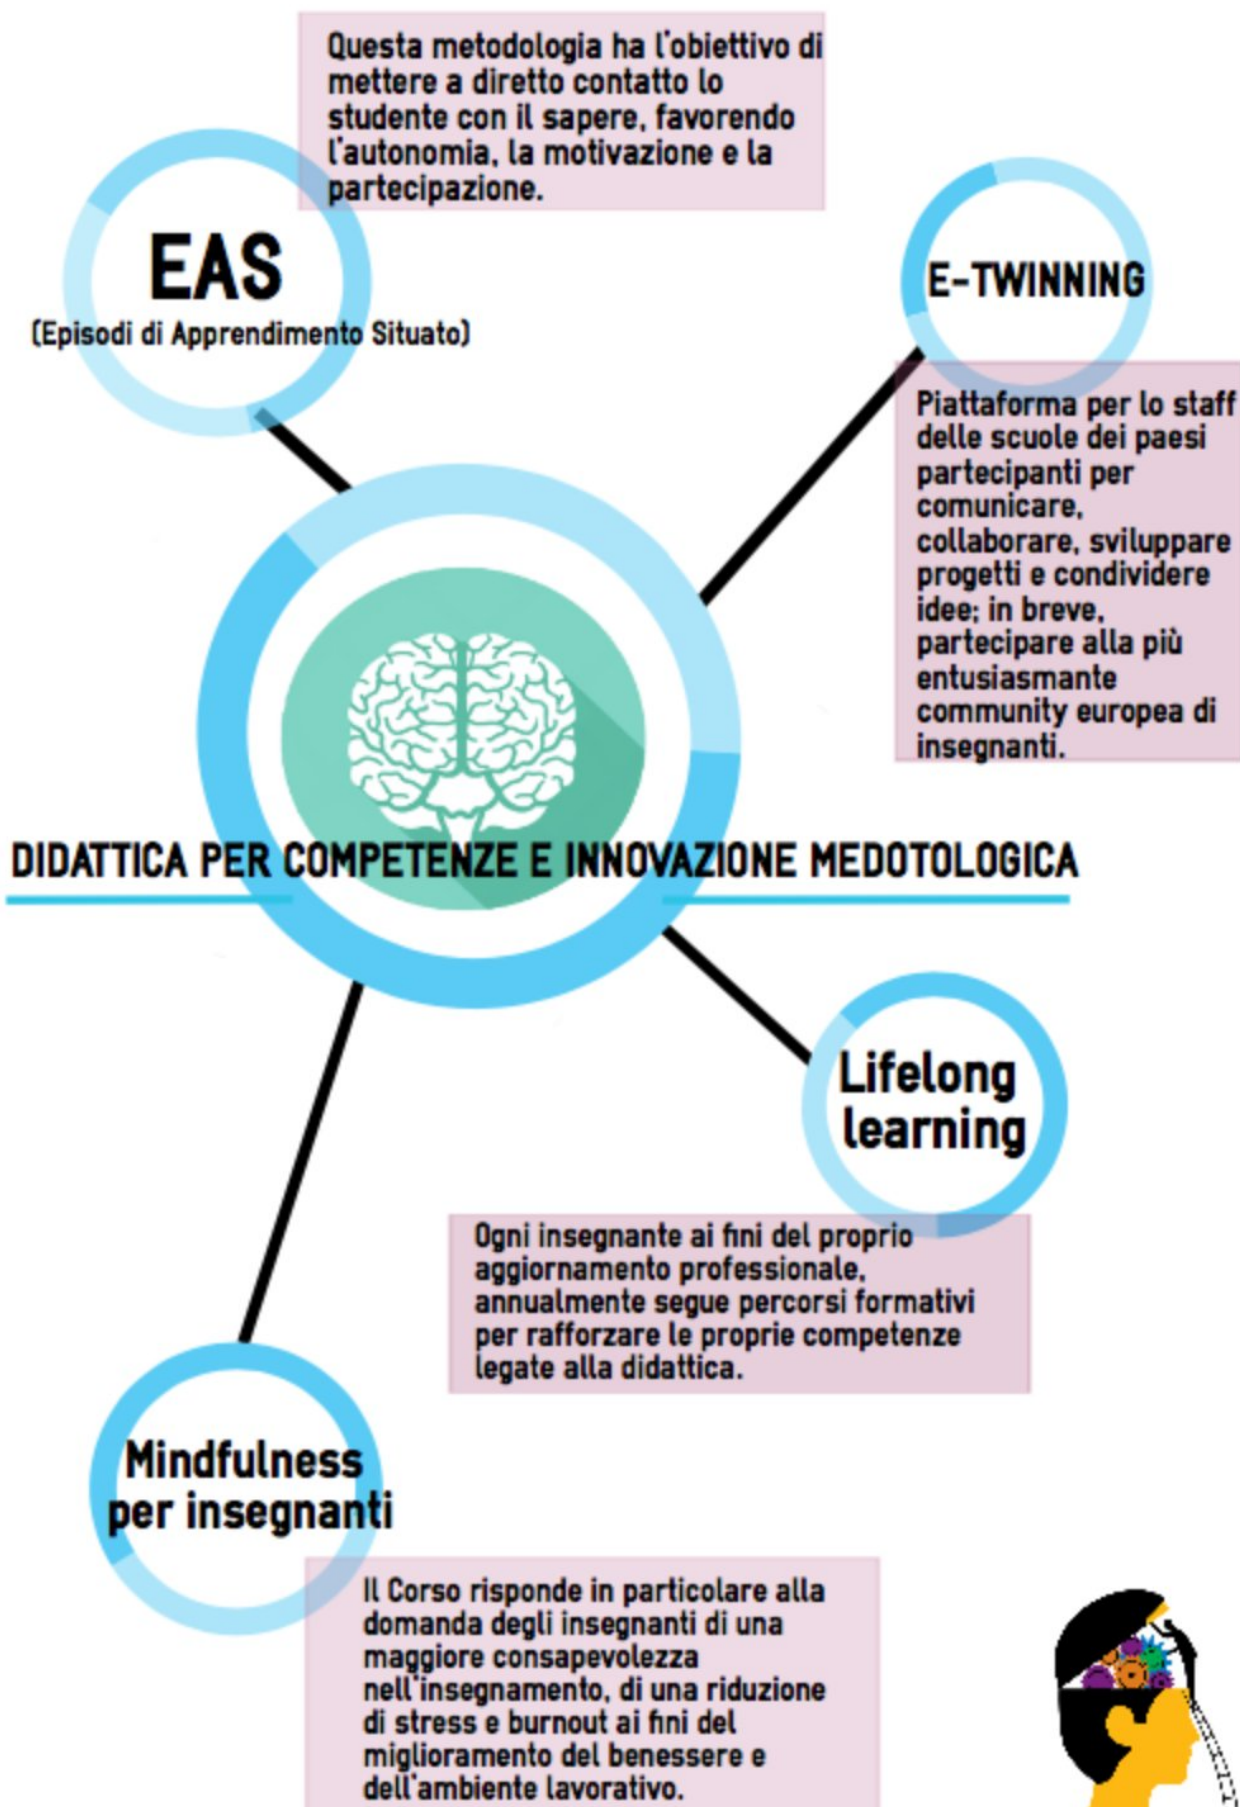 Questa metodologia ha l'obiettivo di
mettere a diretto contatto lo
studente con il sapere, favorendo
l'autonomia, la motivazione e la
partecipazione.
EAS
(Episodi di Apprendimento Situato)
E-TWINNING
Piattaforma per lo staff
delle scuole dei paesi
partecipanti per
comunicare,
collaborare, sviluppare
progetti e condividere
idee; in breve,
partecipare alla più
entusiasmante
community europea di
insegnanti.
DIDATTICA PER COMPETENZE E INNOVAZIONE MEDOTOLOGICA
Lifelong
learning
Ogni insegnante ai fini del proprio
aggiornamento professionale,
annualmente segue percorsi formativi
per rafforzare le proprie competenze
legate alla didattica.
Mindfulness
per insegnanti
Il Corso risponde in particolare alla
domanda degli insegnanti di una
maggiore consapevolezza
nell'insegnamento, di una riduzione
di stress e burnout ai fini del
miglioramento del benessere e
dell'ambiente lavorativo.